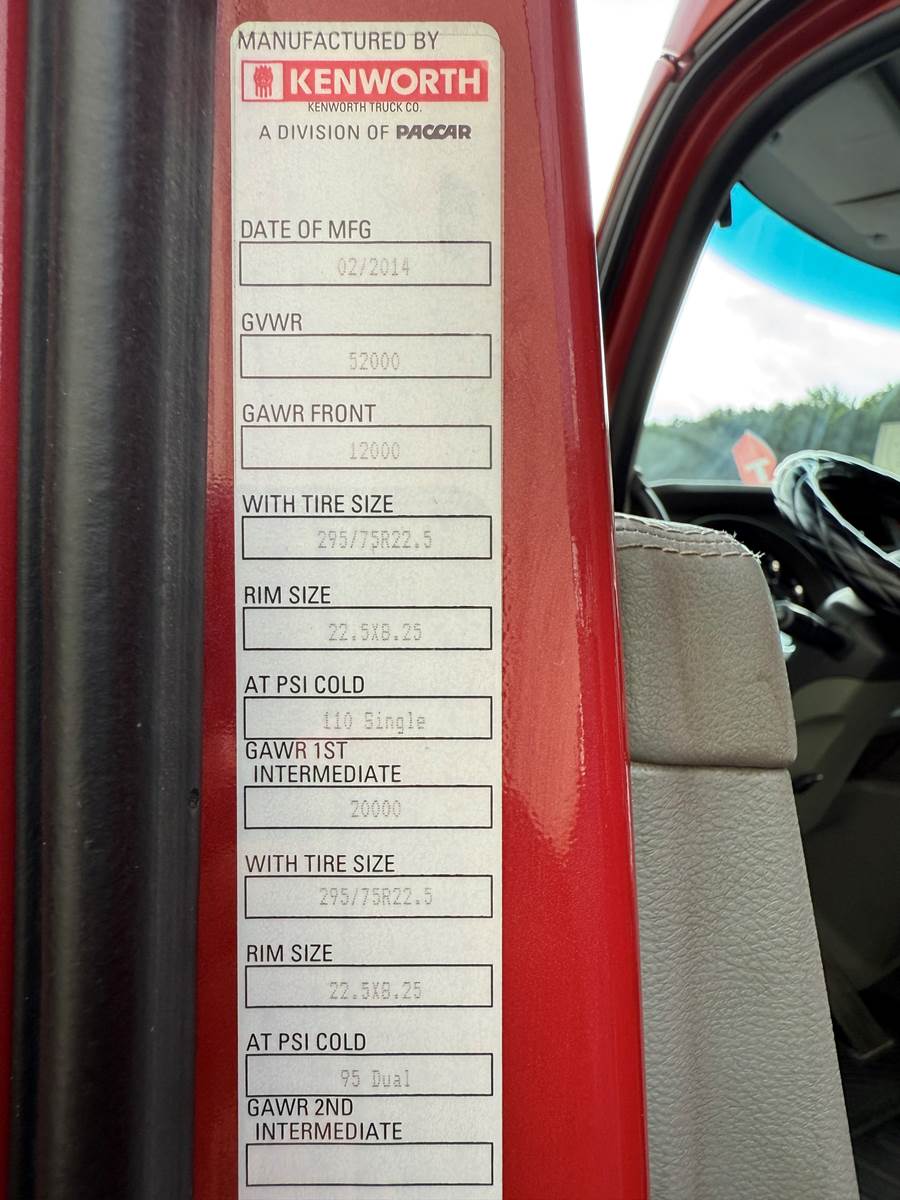 MANUFACTURED BY
KENWORTH
KENWORTH TRUCK CO.
A DIVISION OF PACCAR
DATE OF MFG
02/2014
GVWR
52000
GAWR FRONT
12000
WITH TIRE SIZE
295/75R22.5
RIM SIZE
22.5X8.25
AT PSI COLD
110 Single
GAWR 1ST
INTERMEDIATE
20000
WITH TIRE SIZE
295/75R22.5
RIM SIZE
22.5X8.25
AT PSI COLD
95 Dual
GAWR 2ND
INTERMEDIATE